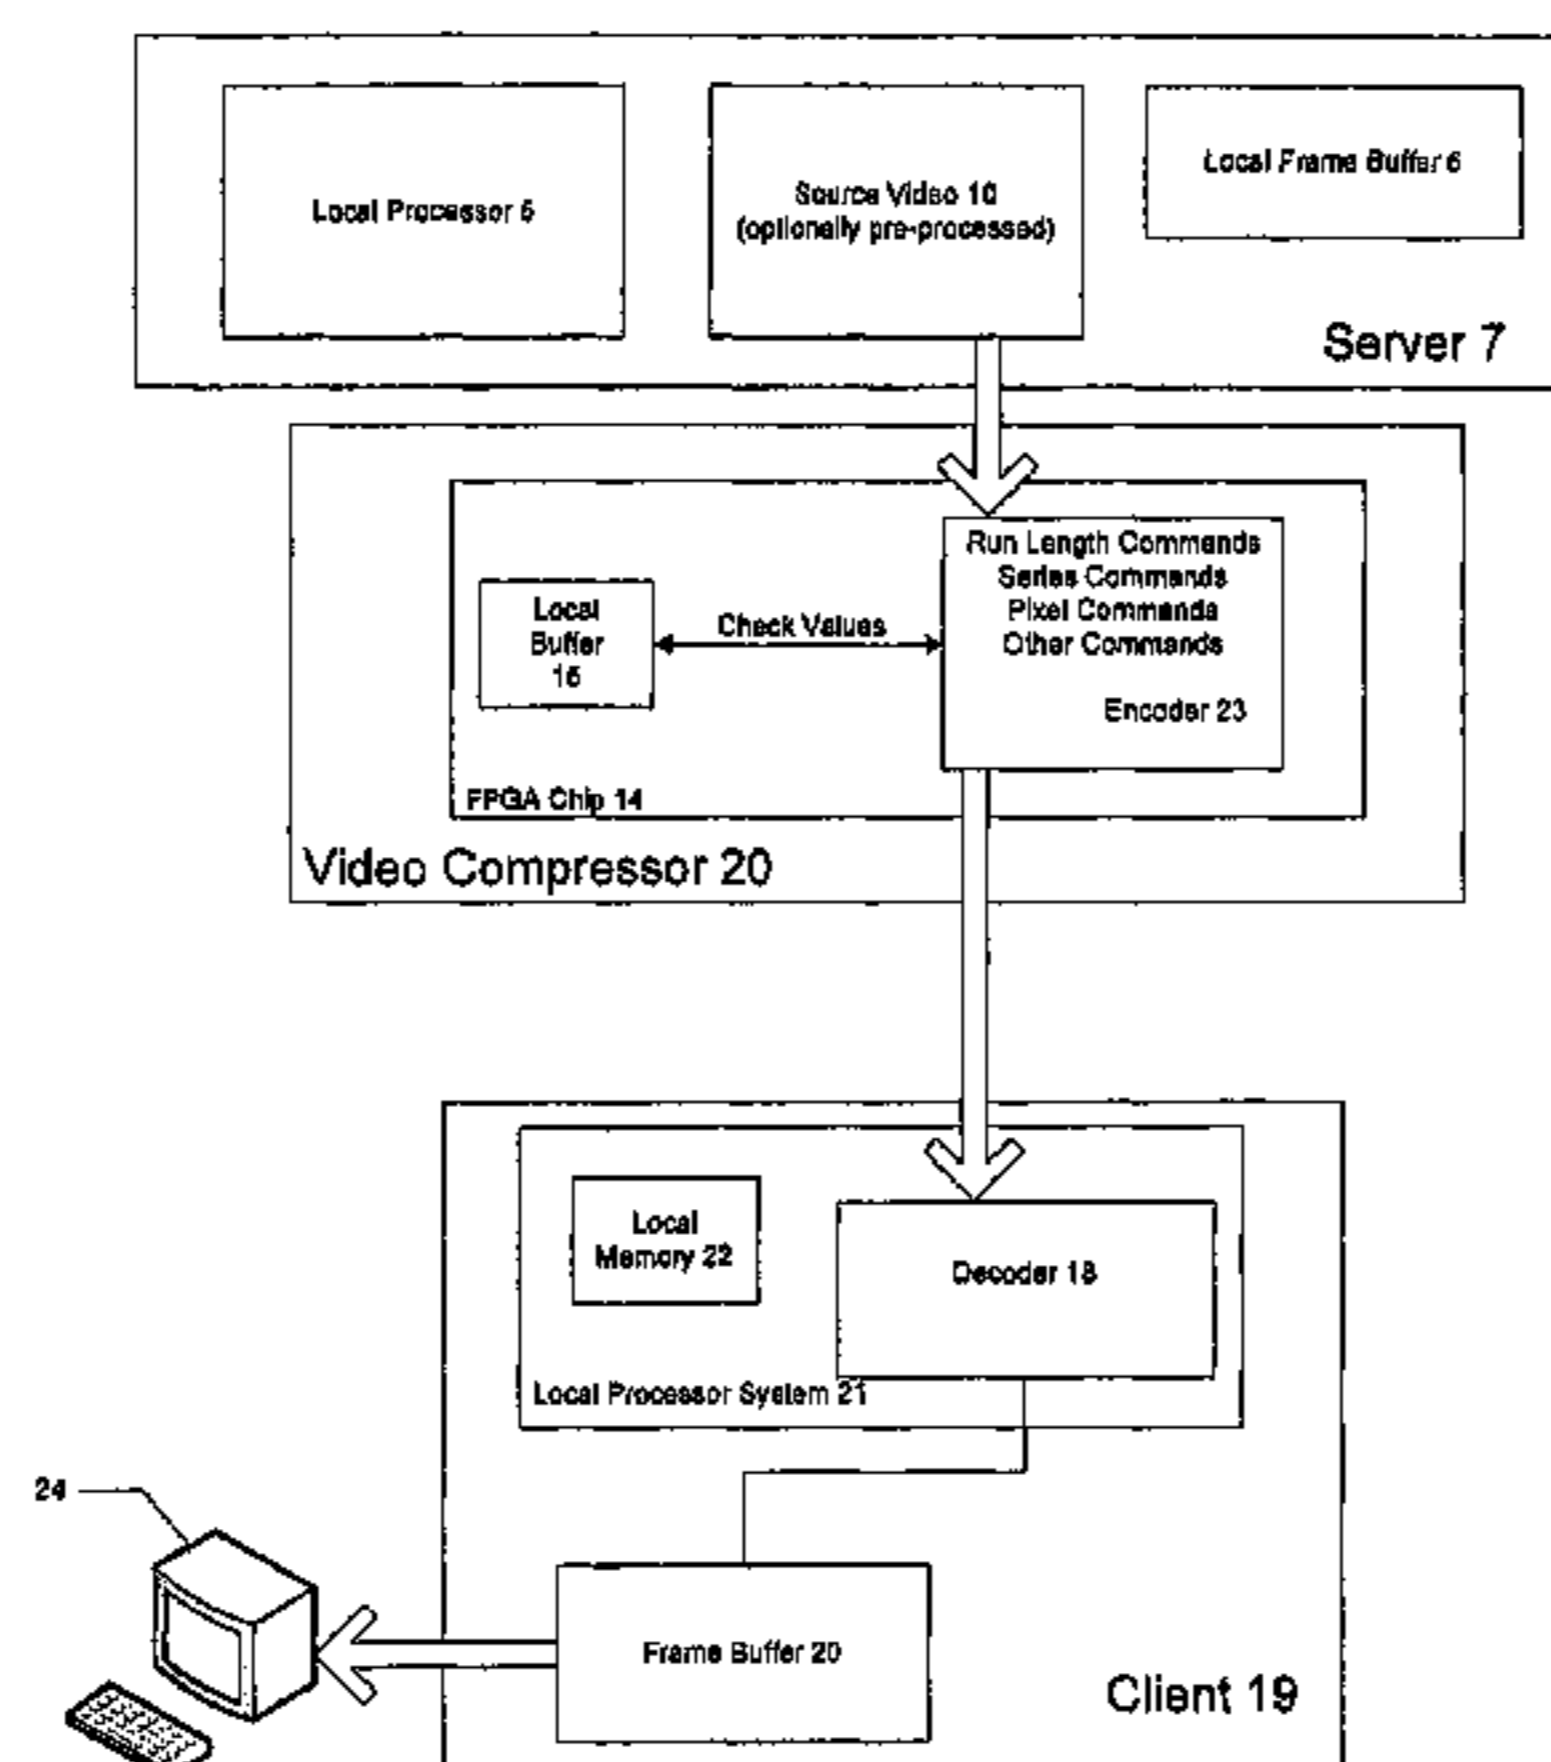 Local Processor 5
Source Video 10
(optionally pre-processed)
Local Frame Buffer 6
Server 7
Run Length Commands
Series Commands
Pixel Commands
Other Commands
Encoder 23
Local
Buffer
15
Check Values
FPGA Chip 14
Video Compressor 20
Local
Memory 22
Decoder 18
Local Processor System 21
24
Frame Buffer 20
Client 19